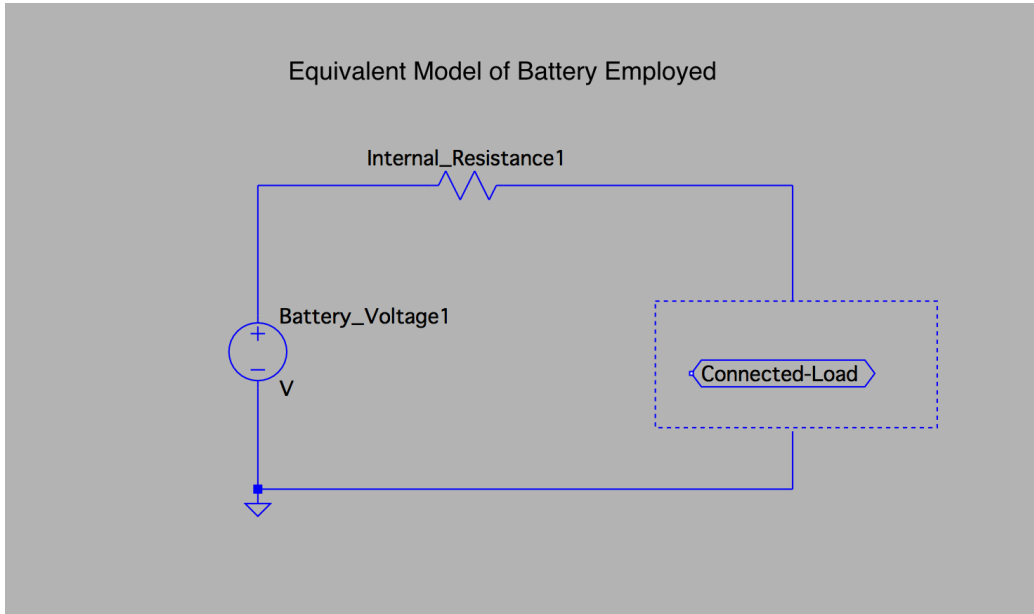 Equivalent Model of Battery Employed
Internal_Resistance1
Battery_Voltage1
V
Connected-Load